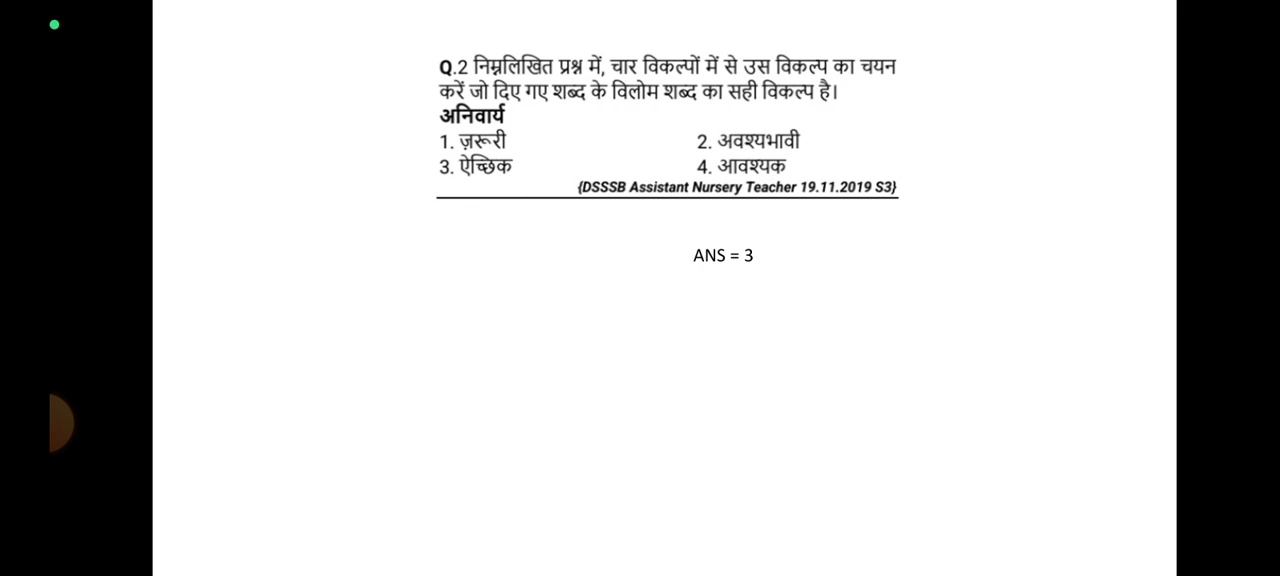 Q.2 निम्नलिखित प्रश्न में, चार विकल्पों में से उस विकल्प का चयन
करें जो दिए गए शब्द के विलोम शब्द का सही विकल्प है।
अनिवार्य
1. ज़रूरी 2. अवश्यभावी
3. ऐच्छिक 4. आवश्यक
{DSSSB Assistant Nursery Teacher 19.11.2019 S3}
ANS = 3